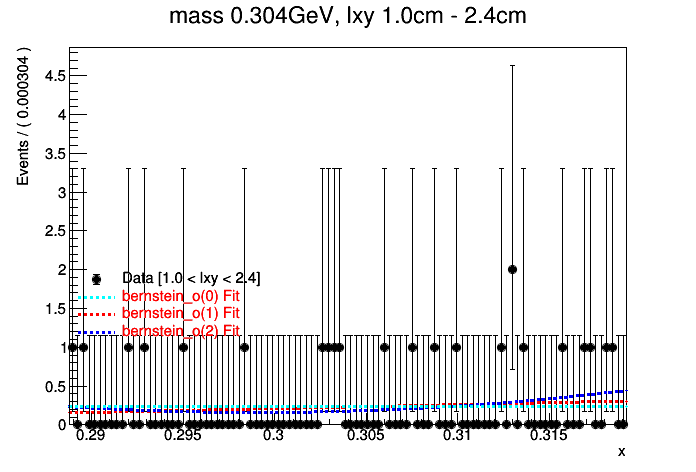 mass 0.304GeV, lxy 1.0cm - 2.4cm
Events / ( 0.000304 )
4.5
4
3.5
3
2.5
2
1.5
1
0.5
0
Data [1.0 < lxy < 2.4]
bernstein_o(0) Fit
bernstein_o(1) Fit
bernstein_o(2) Fit
0.29 0.295 0.3 0.305 0.31 0.315
x